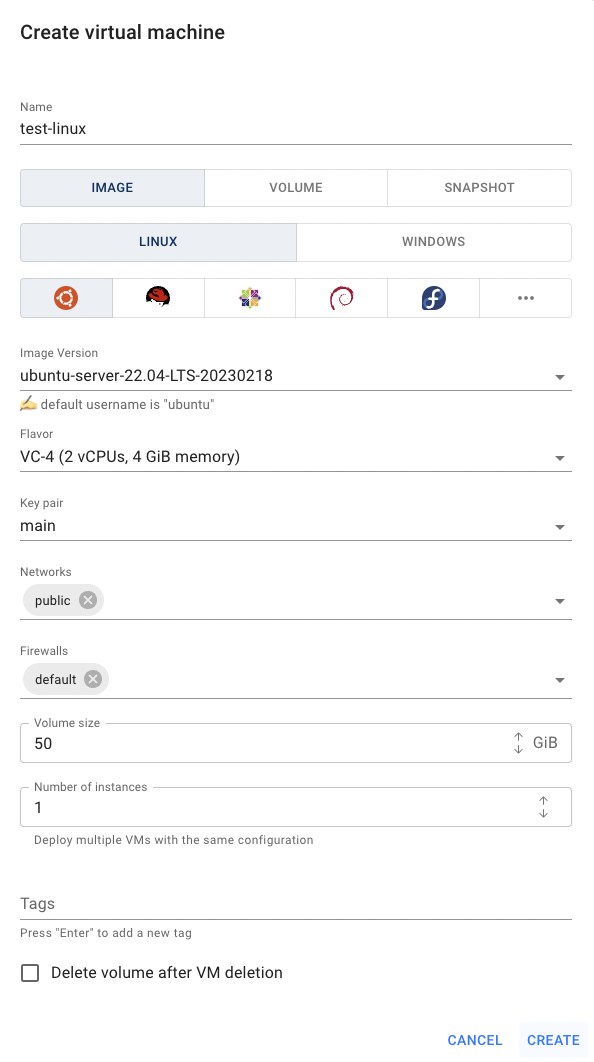 Create virtual machine
Name
test-linux
IMAGE VOLUME SNAPSHOT
LINUX WINDOWS
Image Version
ubuntu-server-22.04-LTS-20230218
✍️ default username is "ubuntu"
Flavor
VC-4 (2 vCPUs, 4 GiB memory)
Key pair
main
Networks
public
Firewalls
default
Volume size
50 GiB
Number of instances
1
Deploy multiple VMs with the same configuration
Tags
Press "Enter" to add a new tag
Delete volume after VM deletion
CANCEL CREATE